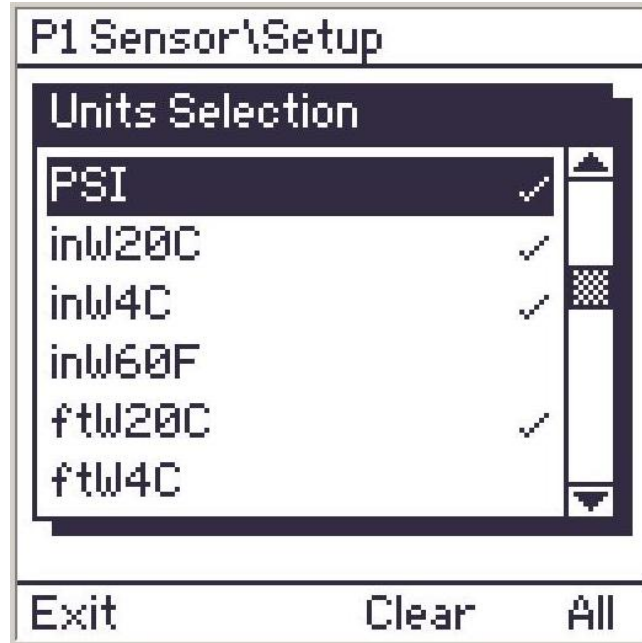 P1 Sensor\Setup
Units Selection
PSI ✓
inW20C ✓
inW4C ✓
inW60F
ftW20C ✓
ftW4C
Exit Clear All